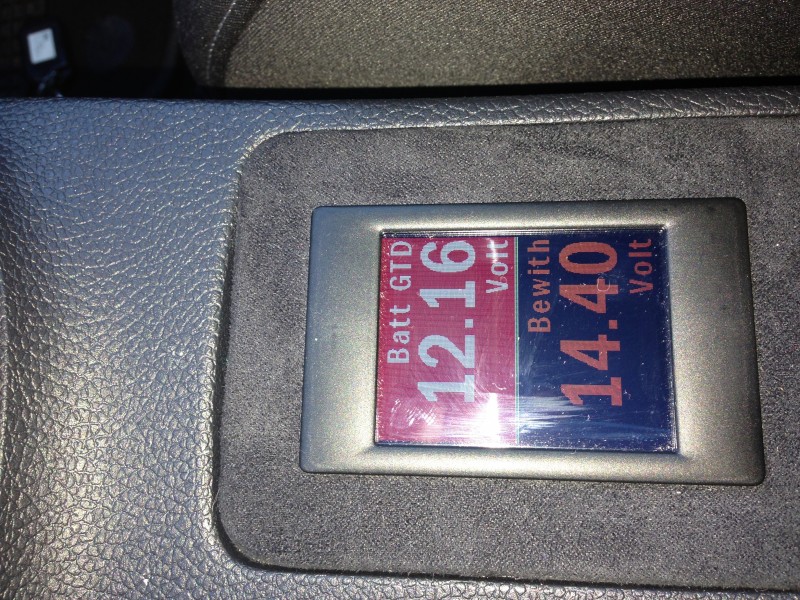 Batt GTD
12.16
Volt
Bewith
14.40
Volt